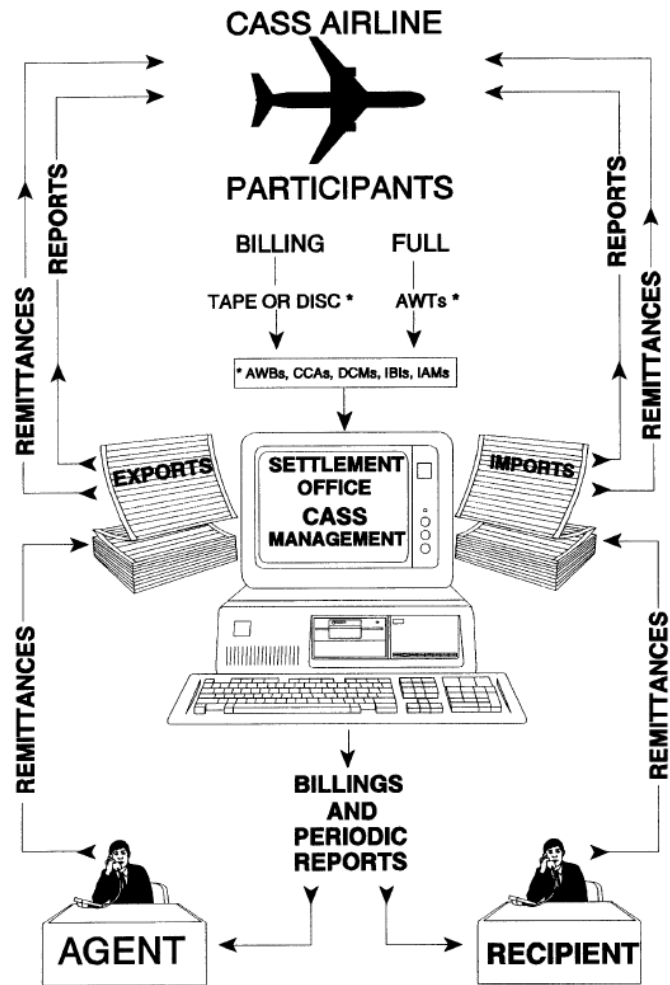 CASS AIRLINE
PARTICIPANTS
BILLING
FULL
TAPE OR DISC *
AWTs *
* AWBs, CCAs, DCMs, IBIs, IAMs
REPORTS
REMITTANCES
REPORTS
REMITTANCES
EXPORTS
SETTLEMENT
OFFICE
CASS
MANAGEMENT
IMPORTS
REMITTANCES
REMITTANCES
BILLINGS
AND
PERIODIC
REPORTS
AGENT
RECIPIENT